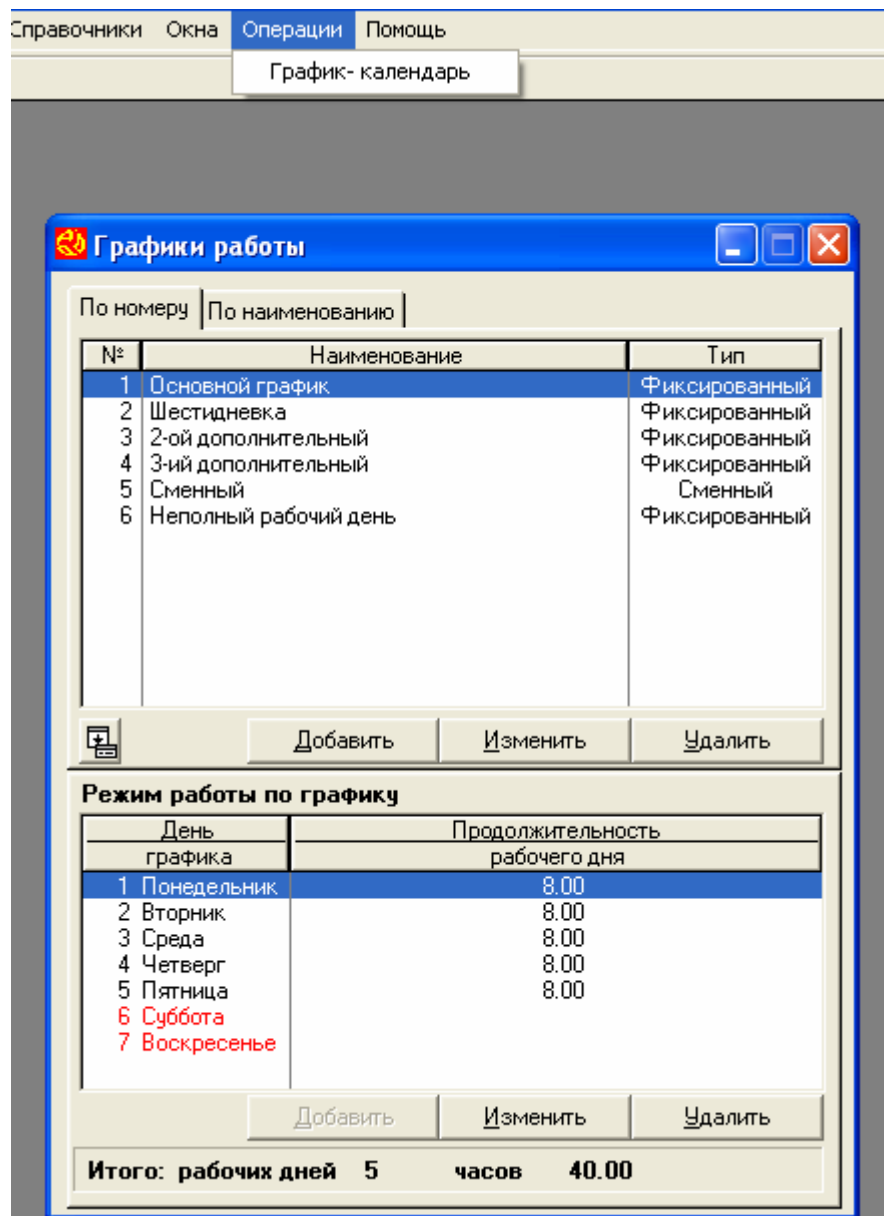 Справочники Окна Операции Помощь
График- календарь
Графики работы
По номеру По наименованию
№ Наименование Тип
1 Основной график Фиксированный
2 Шестидневка Фиксированный
3 2-ой дополнительный Фиксированный
4 3-ий дополнительный Фиксированный
5 Сменный Сменный
6 Неполный рабочий день Фиксированный
Добавить Изменить Удалить
Режим работы по графику
День Продолжительность
графика рабочего дня
1 Понедельник 8.00
2 Вторник 8.00
3 Среда 8.00
4 Четверг 8.00
5 Пятница 8.00
6 Суббота
7 Воскресенье
Добавить Изменить Удалить
Итого: рабочих дней 5 часов 40.00